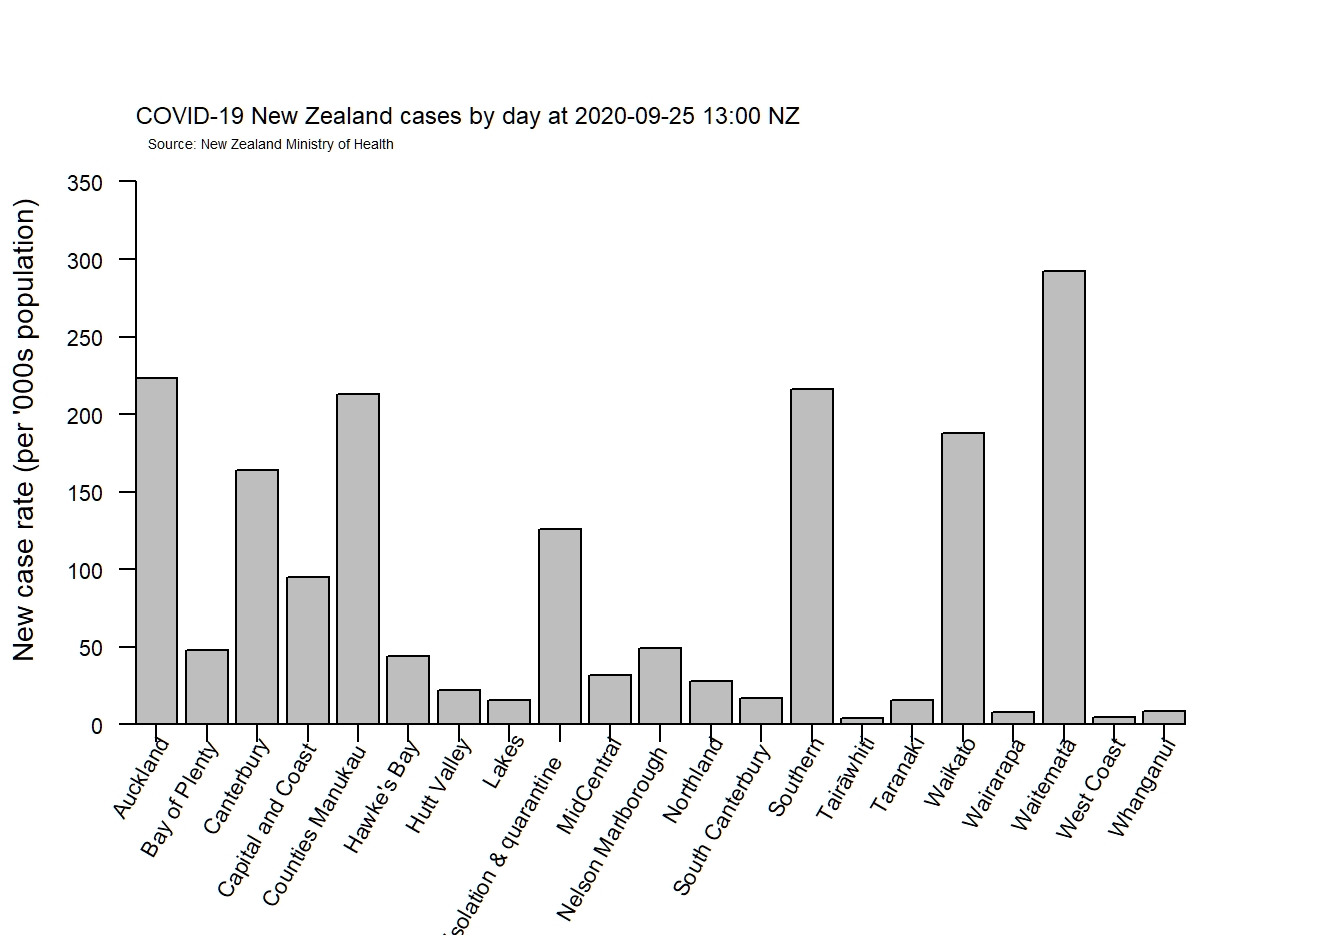 COVID-19 New Zealand cases by day at 2020-09-25 13:00 NZ
Source: New Zealand Ministry of Health
New case rate (per '000s population)
350
300
250
200
150
100
50
0
Auckland
Bay of Plenty
Canterbury
Capital and Coast
Counties Manukau
Hawke's Bay
Hutt Valley
Lakes
isolation & quarantine
MidCentral
Nelson Marlborough
Northland
South Canterbury
Southern
Tairāwhiti
Taranaki
Waikato
Wairarapa
Waitematā
West Coast
Whanganui